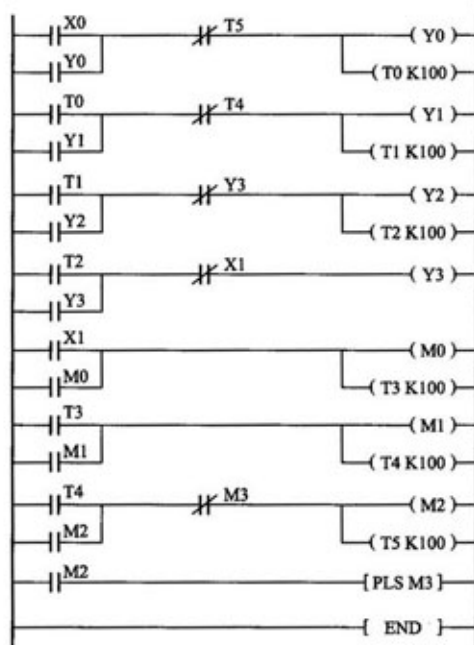 X0 T5 Y0
Y0 T0 K100
T0 T4 Y1
Y1 T1 K100
T1 Y3 Y2
Y2 T2 K100
T2 X1 Y3
Y3
X1 M0
M0 T3 K100
T3 M1
M1 T4 K100
T4 M3 M2
M2 T5 K100
M2 [PLS M3]
[ END ]